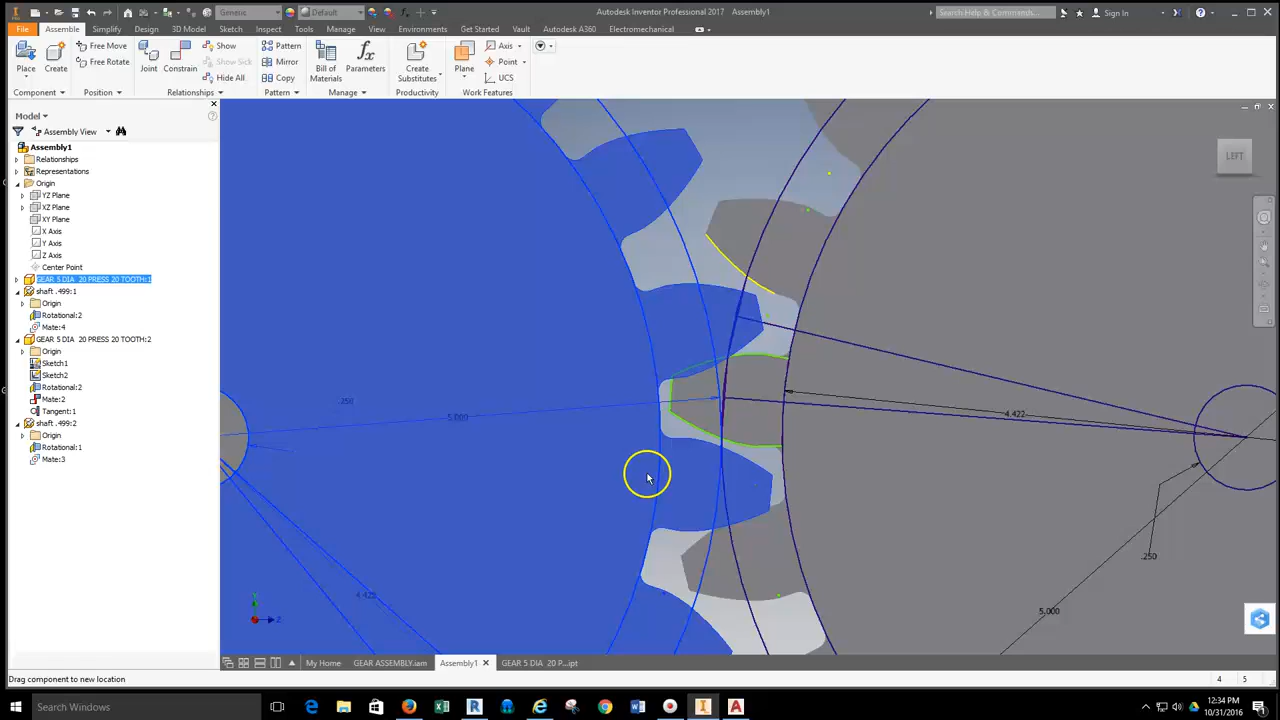 Generic
Default
Autodesk Inventor Professional 2017 Assembly1
Search Help & Commands...
Sign In
File Assemble Simplify Design 3D Model Sketch Inspect Tools Manage View Environments Get Started Vault Autodesk A360 Electromechanical
Place
Create
Free Move
Free Rotate
Joint
Constrain
Show
Show Sick
Hide All
Pattern
Mirror
Copy
Bill of
Materials
Parameters
Create
Substitutes
Plane
Axis
Point
UCS
Component Position Relationships Pattern Manage Productivity Work Features
Model
Assembly View
Assembly1
Relationships
Representations
Origin
YZ Plane
XZ Plane
XY Plane
X Axis
Y Axis
Z Axis
Center Point
GEAR 5 DIA 20 PRESS 20 TOOTH:1
shaft .499:1
Origin
Rotational:2
Mate:4
GEAR 5 DIA 20 PRESS 20 TOOTH:2
Origin
Sketch1
Sketch2
Rotational:2
Mate:2
Tangent:1
shaft .499:2
Origin
Rotational:1
Mate:3
LEFT
.250
5.000
4.422
.250
5.000
Y
Z
My Home GEAR ASSEMBLY.iam Assembly1 GEAR 5 DIA 20 P...ipt
Drag component to new location
4 5
Search Windows
12:34 PM
10/31/2016